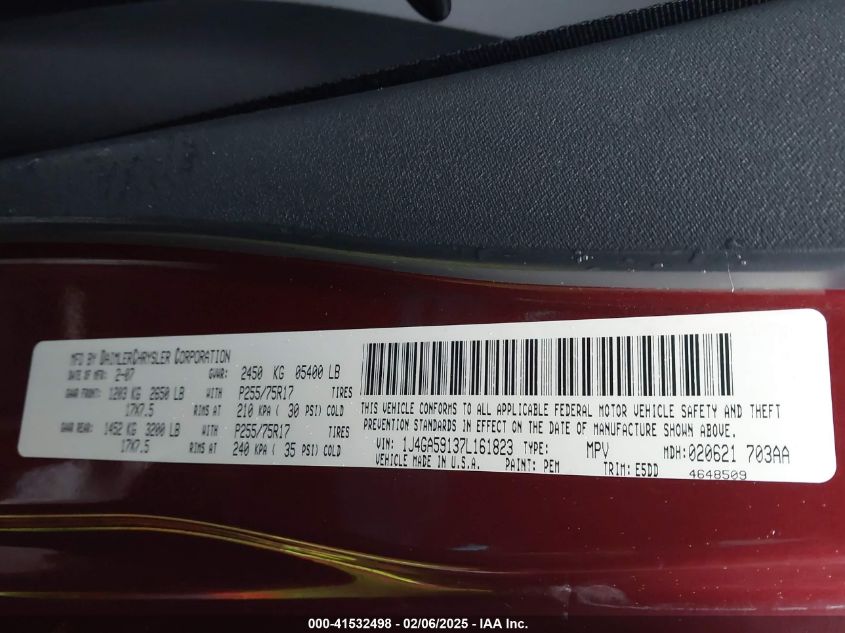 MFD BY DAIMLERCHRYSLER CORPORATION
DATE OF MFR: 2-07 GVWR: 2450 KG 05400 LB
GAWR FRONT: 1203 KG 2650 LB WITH P255/75R17 TIRES
17X7.5 RIMS AT 210 KPA ( 30 PSI) COLD
GAWR REAR: 1452 KG 3200 LB WITH P255/75R17 TIRES
17X7.5 RIMS AT 240 KPA ( 35 PSI) COLD
THIS VEHICLE CONFORMS TO ALL APPLICABLE FEDERAL MOTOR VEHICLE SAFETY AND THEFT
PREVENTION STANDARDS IN EFFECT ON THE DATE OF MANUFACTURE SHOWN ABOVE.
VIN: 1J4GA59137L161823 TYPE: MPV MDH: 020621 703AA
VEHICLE MADE IN U.S.A. PAINT: PEM TRIM: E5DD 4648509
000-41532498 - 02/06/2025 - IAA Inc.